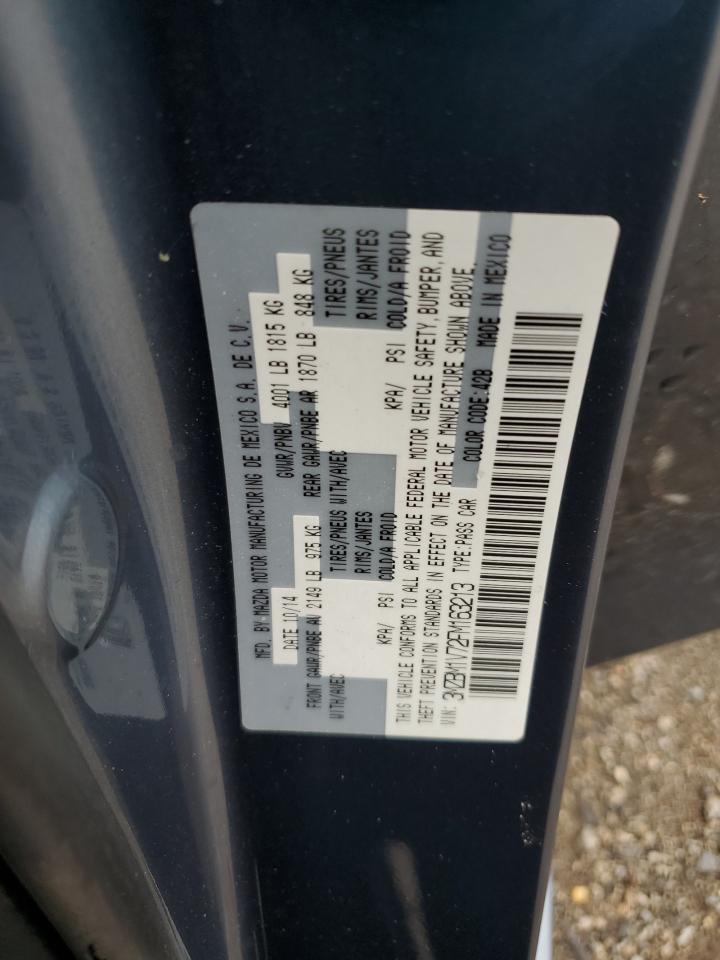 MFD. BY MAZDA MOTOR MANUFACTURING DE MEXICO S.A. DE C.V.
DATE 10/14 GVWR/PNBV 4001 LB 1815 KG
FRONT GAWR/PNBE AV 2149 LB 975 KG REAR GAWR/PNBE AR 1870 LB 848 KG
WITH/AVEC TIRES/PNEUS WITH/AVEC TIRES/PNEUS
RIMS/JANTES RIMS/JANTES
KPA/ PSI COLD/A FROID KPA/ PSI COLD/A FROID
THIS VEHICLE CONFORMS TO ALL APPLICABLE FEDERAL MOTOR VEHICLE SAFETY, BUMPER, AND
THEFT PREVENTION STANDARDS IN EFFECT ON THE DATE OF MANUFACTURE SHOWN ABOVE.
VIN: 3MZBM1V72FM163213 TYPE:PASS CAR COLOR CODE:42B MADE IN MEXICO